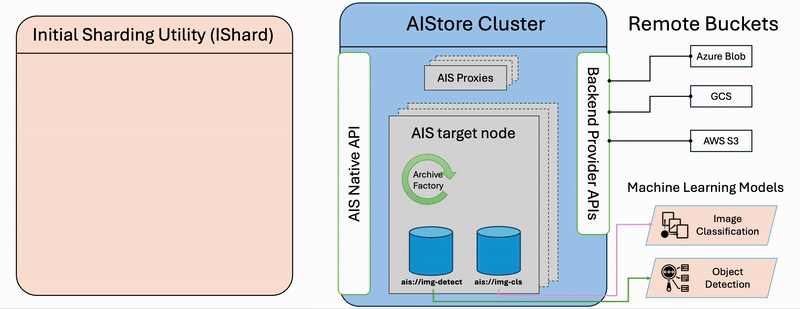 Initial Sharding Utility (IShard)
AIStore Cluster
AIS Native API
AIS Proxies
AIS target node
Archive
Factory
ais://img-detect
ais://img-cls
Backend Provider APIs
Remote Buckets
Azure Blob
GCS
AWS S3
Machine Learning Models
Image
Classification
Object
Detection